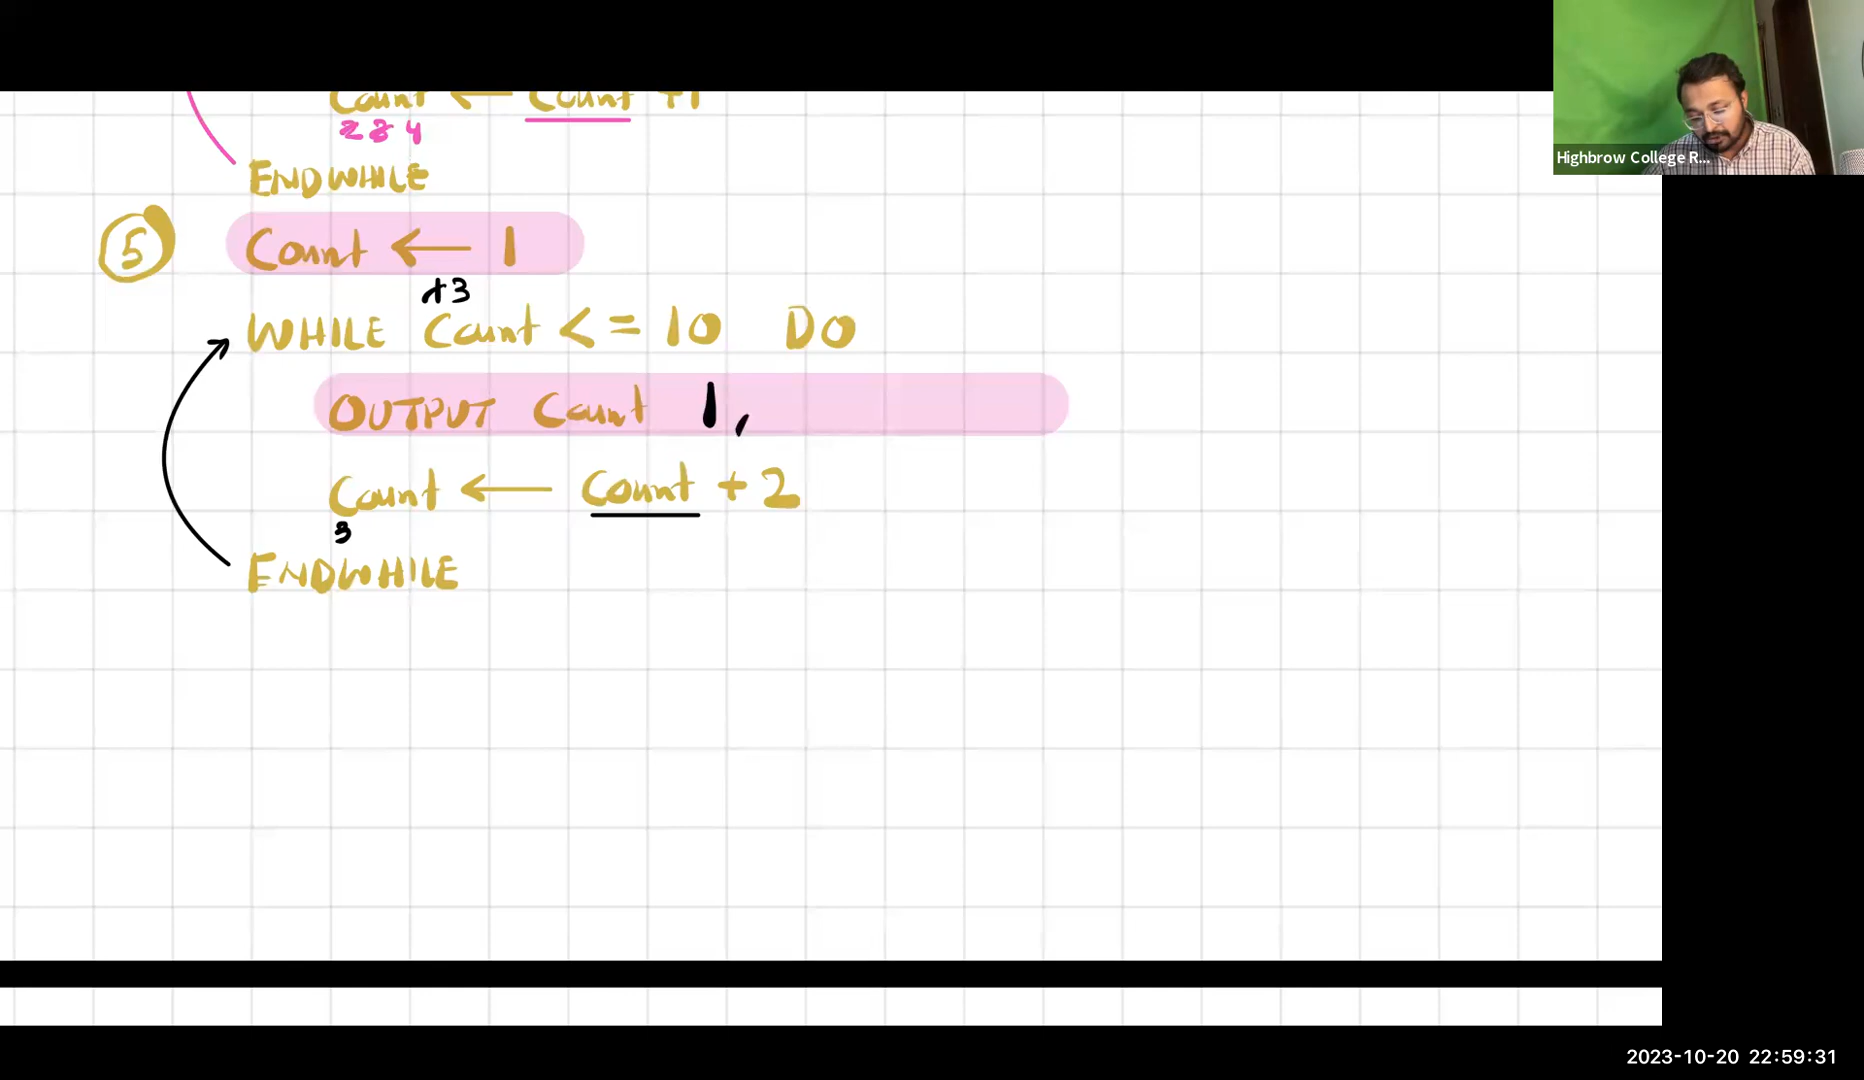 Count ← Count +1
2 3 4
ENDWHILE
5 Count ← 1
1 3
WHILE Count <= 10 DO
OUTPUT Count 1,
Count ← Count + 2
3
ENDWHILE
Highbrow College R...
2023-10-20 22:59:31